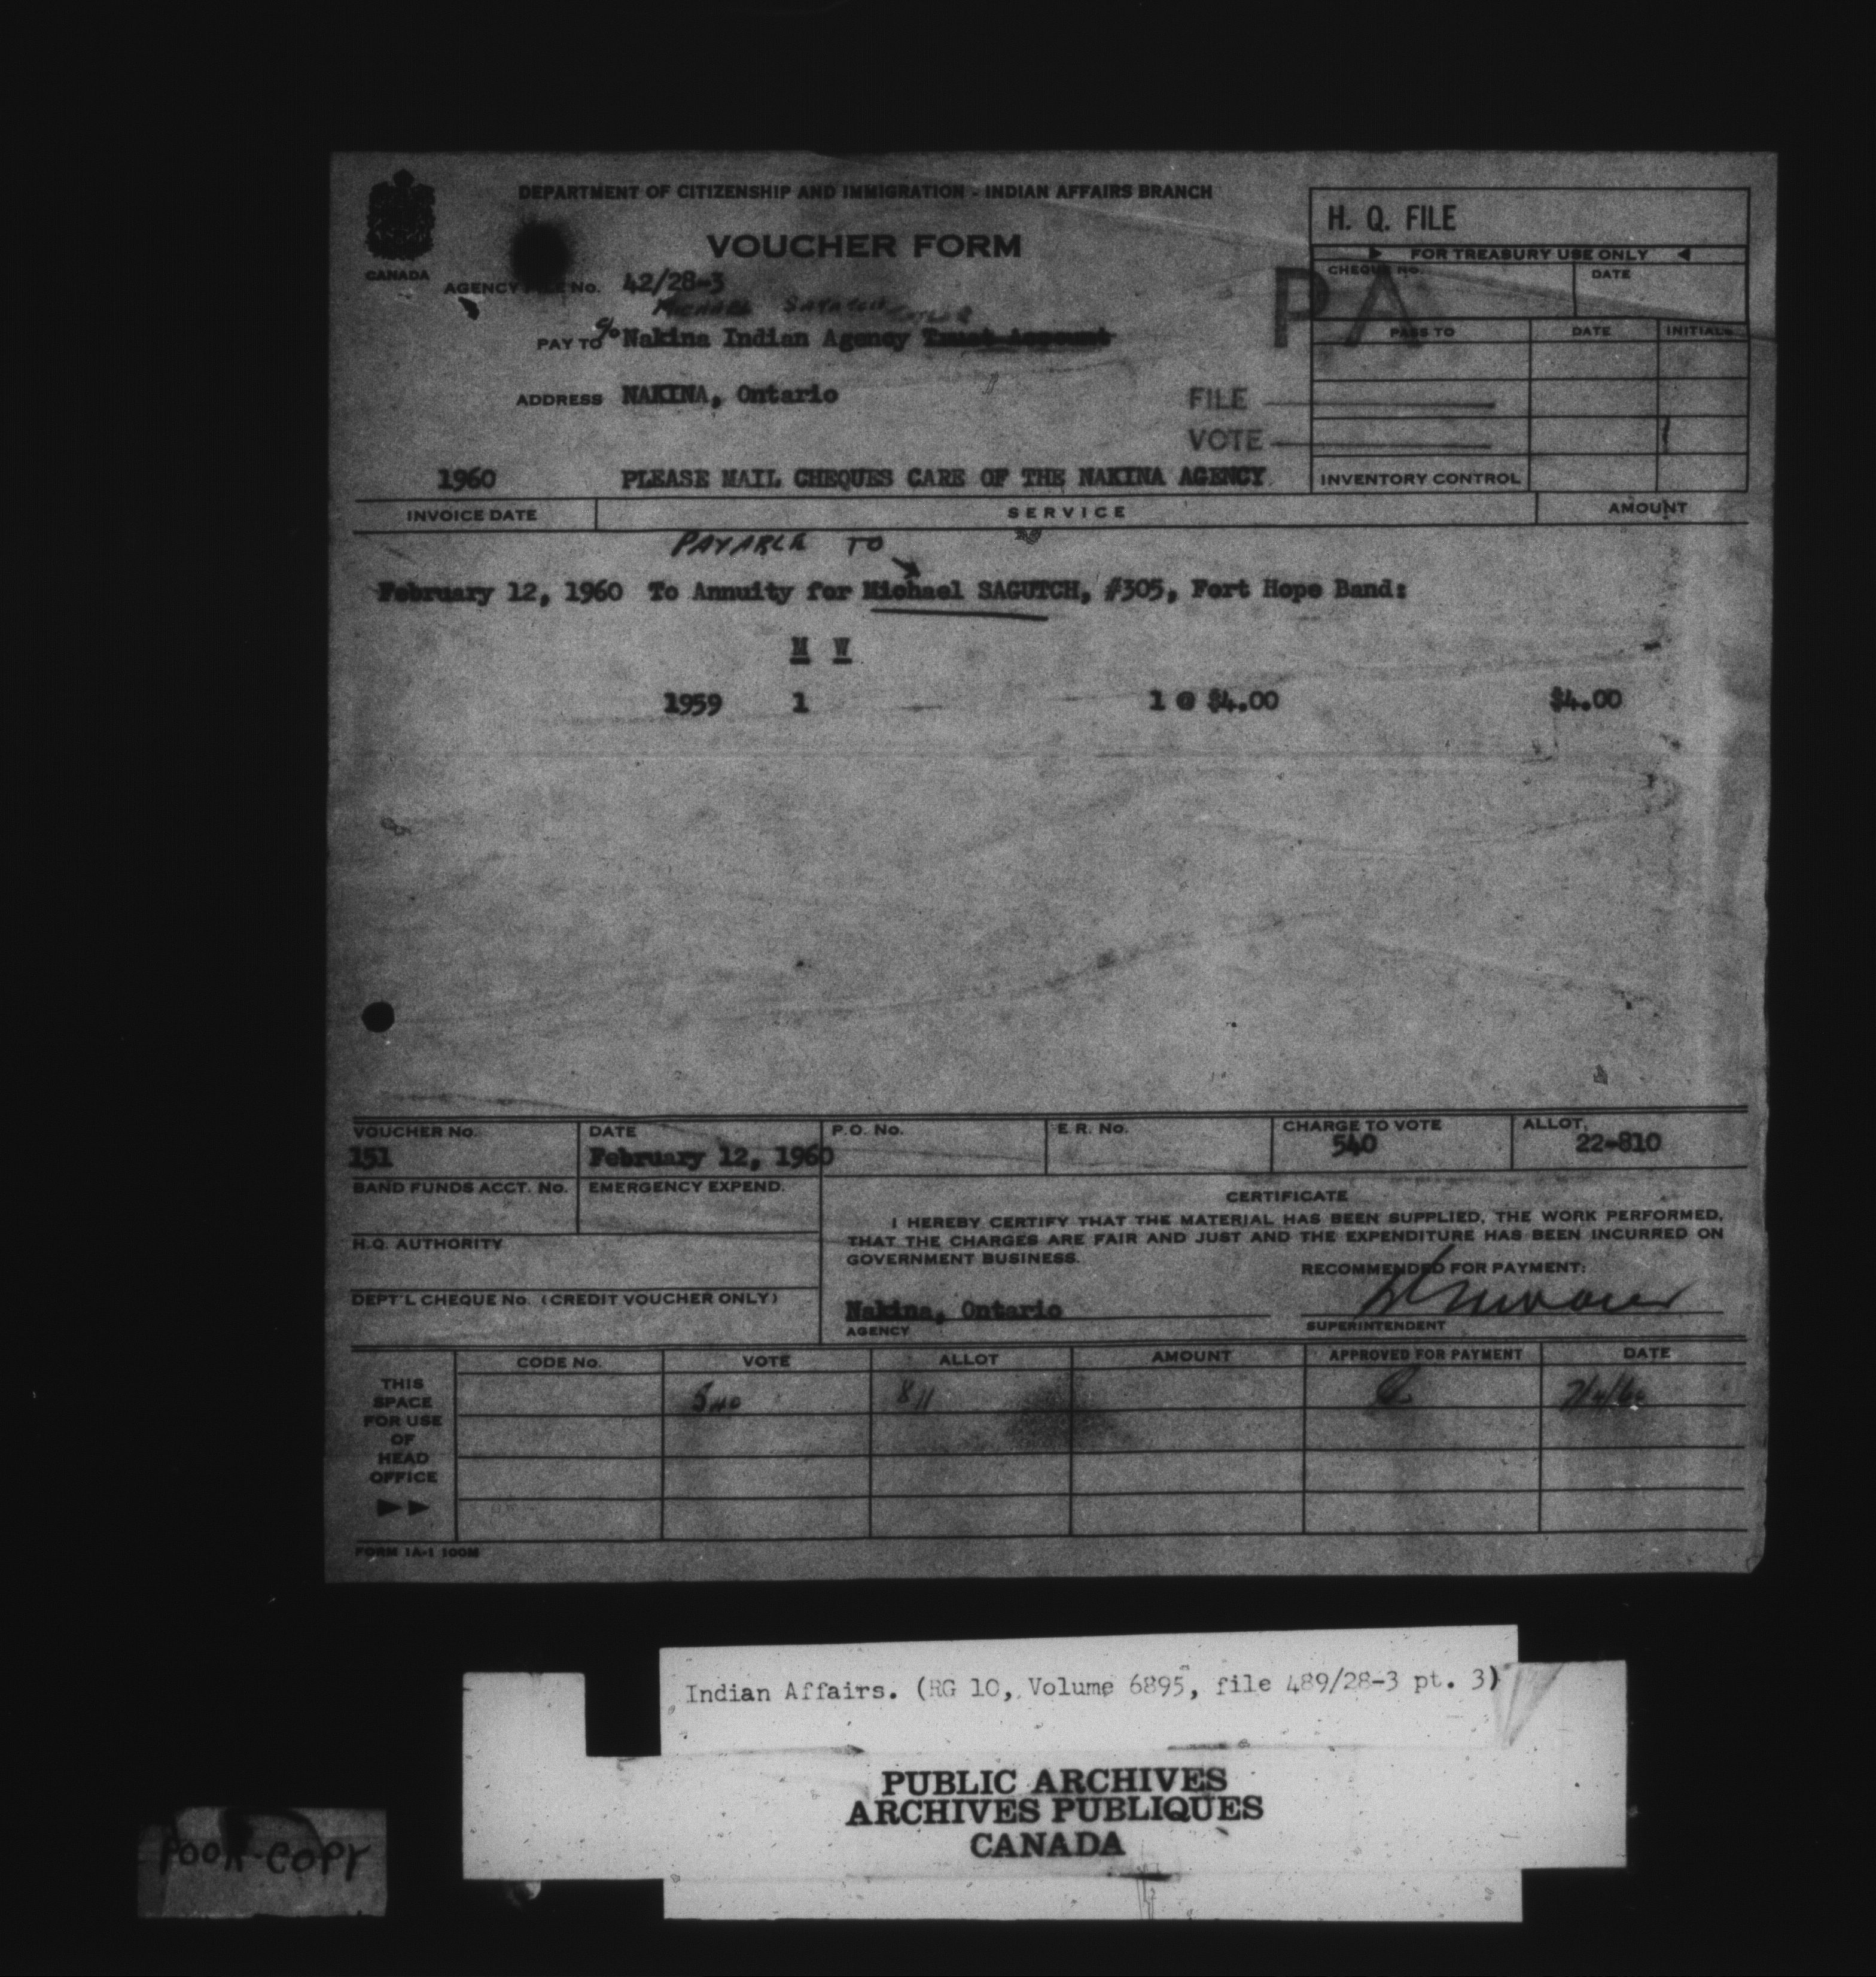 DEPARTMENT OF CITIZENSHIP AND IMMIGRATION - INDIAN AFFAIRS BRANCH
CANADA
VOUCHER FORM
H. Q. FILE
FOR TREASURY USE ONLY
CHEQUE No. DATE
AGENCY FILE No. 42/28-3
MICHAEL
PA
PAY TO c/o Nakina Indian Agency Trust Account
PASS TO DATE INITIALS
ADDRESS NAKINA, Ontario
FILE
VOTE
1960 PLEASE MAIL CHEQUES CARE OF THE NAKINA AGENCY
INVENTORY CONTROL
INVOICE DATE SERVICE AMOUNT
PAYABLE TO
February 12, 1960 To Annuity for Michael SAGUTCH, #305, Fort Hope Band:
M W
1959 1 1 @ $4.00 $4.00
VOUCHER No. DATE P.O. No. E.R. No. CHARGE TO VOTE ALLOT.
151 February 12, 1960 540 22-810
BAND FUNDS ACCT. No. EMERGENCY EXPEND.
H.Q. AUTHORITY
DEPT'L CHEQUE No. (CREDIT VOUCHER ONLY)
CERTIFICATE
I HEREBY CERTIFY THAT THE MATERIAL HAS BEEN SUPPLIED, THE WORK PERFORMED,
THAT THE CHARGES ARE FAIR AND JUST AND THE EXPENDITURE HAS BEEN INCURRED ON
GOVERNMENT BUSINESS.
RECOMMENDED FOR PAYMENT:
Nakina, Ontario
AGENCY SUPERINTENDENT
CODE No. VOTE ALLOT AMOUNT APPROVED FOR PAYMENT DATE
THIS
SPACE
FOR USE
OF
HEAD
OFFICE
540 811
FORM 1A-1 100M
Indian Affairs. (RG 10, Volume 6895, file 489/28-3 pt. 3)
PUBLIC ARCHIVES
ARCHIVES PUBLIQUES
CANADA
POOR COPY